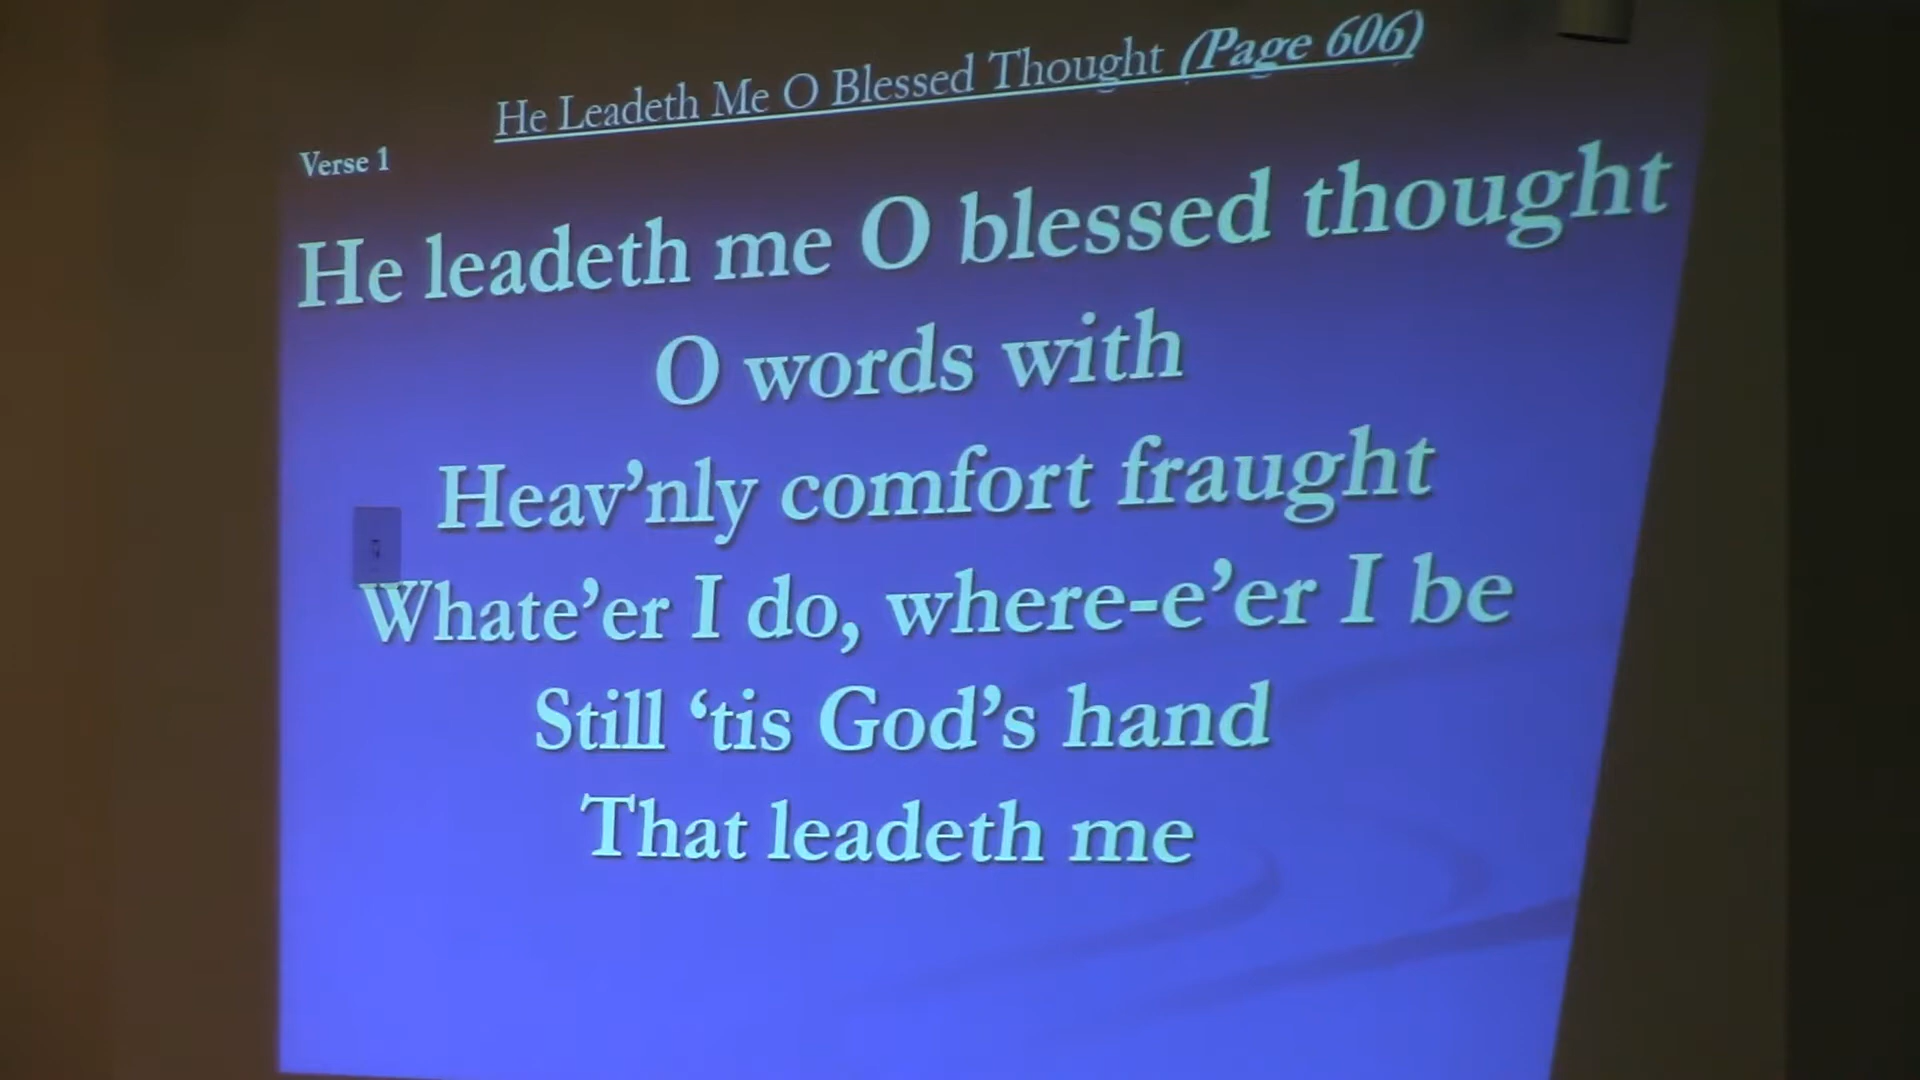 He Leadeth Me O Blessed Thought (Page 606)
Verse 1
He leadeth me O blessed thought
O words with
Heav’nly comfort fraught
Whate’er I do, where-e’er I be
Still ‘tis God’s hand
That leadeth me